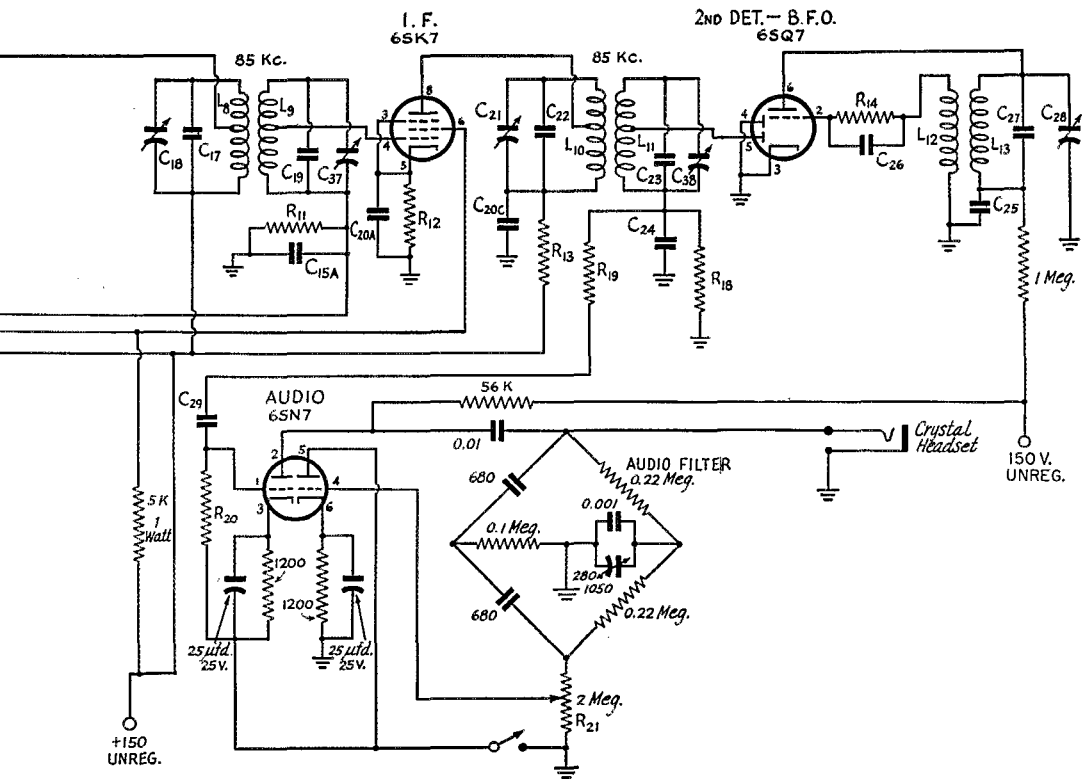 I. F.
6SK7
2ND DET.— B.F.O.
6SQ7
85 Kc.
85 Kc.
L8
L9
C18
C17
C19
C37
8
3
4
6
5
R11
C15A
C20A
R12
C21
C22
L10
L11
C23
C38
C20C
R13
R19
C24
R18
6
4
5
2
3
R14
C26
L12
L13
C27
C28
C25
1 Meg.
150 V.
UNREG.
56 K
C29
AUDIO
6SN7
2
5
1
4
3
6
R20
1200
1200
25 µfd.
25V.
25 µfd.
25V.
5K
1
Watt
+150
UNREG.
0.01
Crystal
Headset
AUDIO FILTER
680
0.22 Meg.
0.1 Meg.
0.001
280-
1050
680
0.22 Meg.
2 Meg.
R21